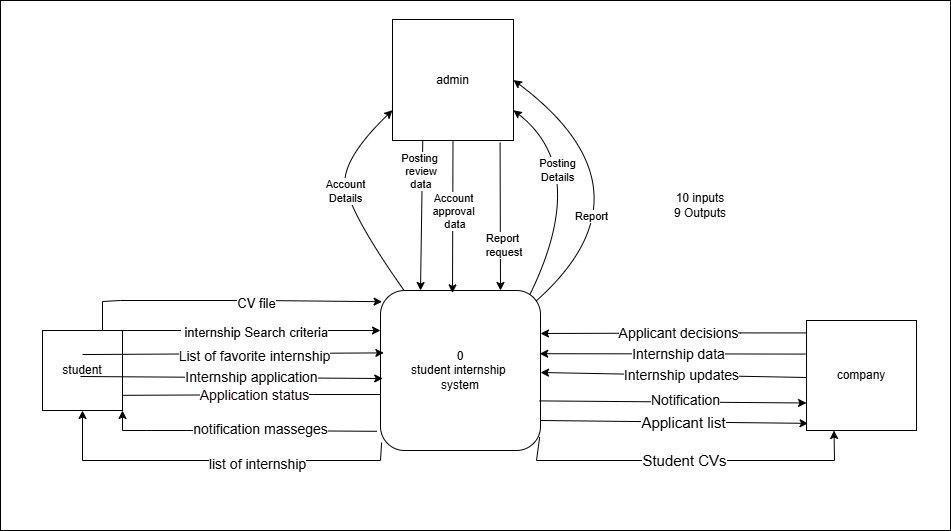 admin
Posting
review
data
Account
Details
Account
approval
data
Report
request
Posting
Details
Report
10 inputs
9 Outputs
CV file
internship Search criteria
List of favorite internship
Internship application
Application status
notification masseges
list of internship
student
0
student internship
system
Applicant decisions
Internship data
Internship updates
Notification
Applicant list
Student CVs
company